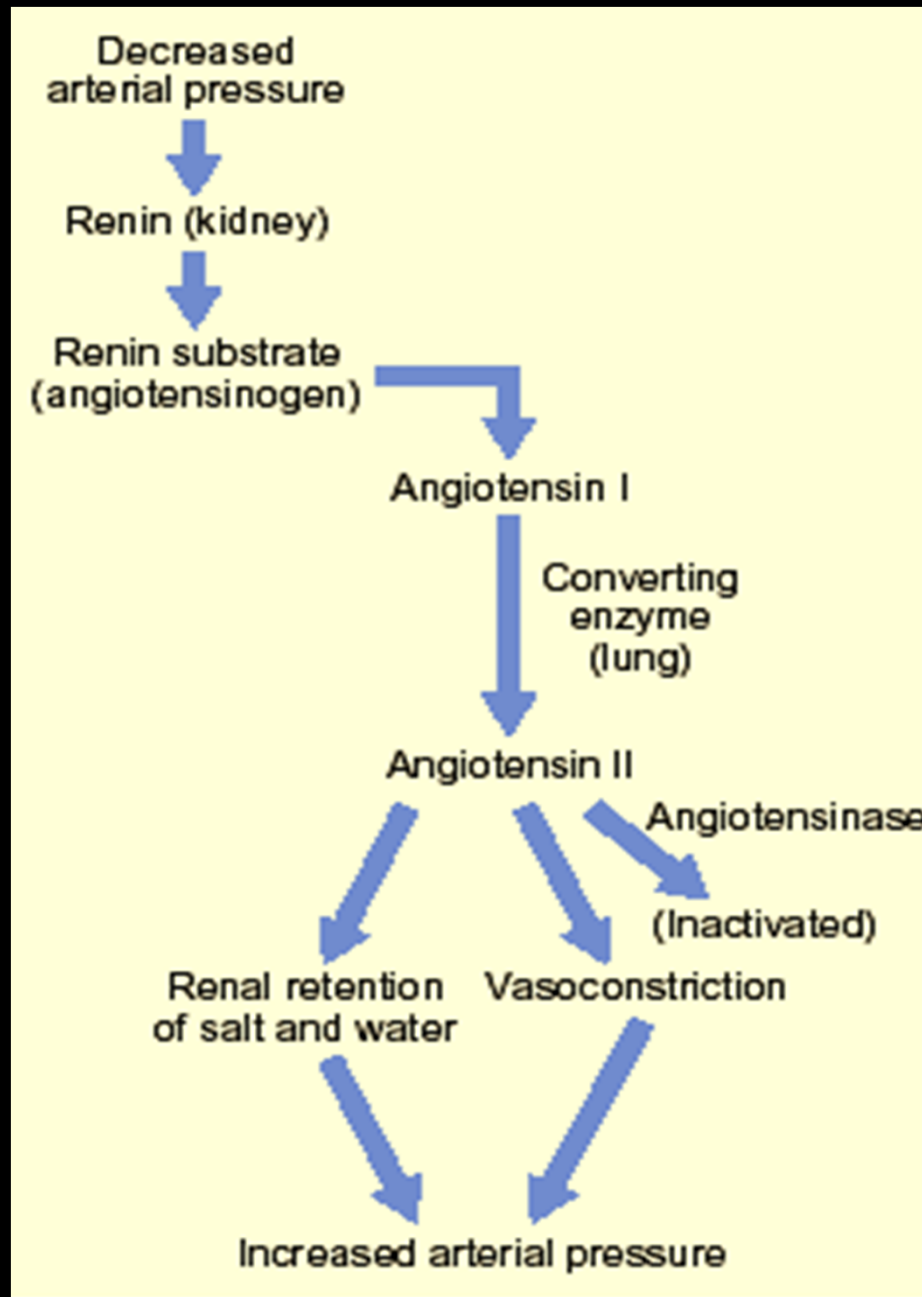 Decreased
arterial pressure
Renin (kidney)
Renin substrate
(angiotensinogen)
Angiotensin I
Converting
enzyme
(lung)
Angiotensin II
Angiotensinase
(Inactivated)
Renal retention
of salt and water
Vasoconstriction
Increased arterial pressure